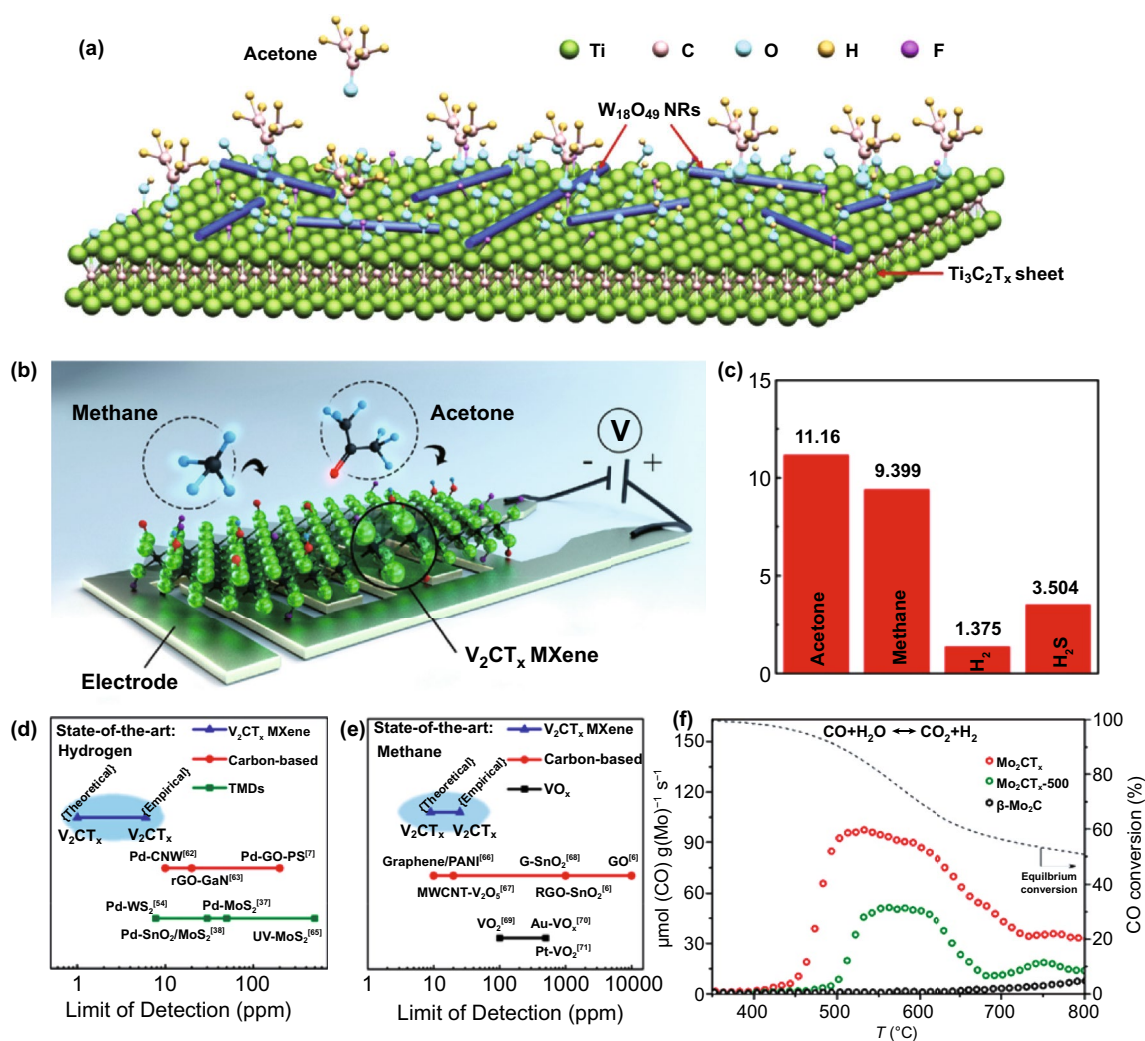 (a)
Acetone
Ti
C
O
H
F
W₁₈O₄₉ NRs
Ti₃C₂Tₓ sheet
(b)
Methane
Acetone
V
-
+
V₂CTₓ MXene
Electrode
(c)
15
10
5
0
11.16
9.399
1.375
3.504
Acetone
Methane
H₂
H₂S
(d)
State-of-the-art:
Hydrogen
V₂CTₓ MXene
Carbon-based
TMDs
{Theoretical}
{Empirical}
V₂CTₓ
V₂CTₓ
Pd-CNW[62]
Pd-GO-PS[7]
rGO-GaN[63]
Pd-WS₂[54]
Pd-MoS₂[37]
Pd-SnO₂/MoS₂[38]
UV-MoS₂[65]
1
10
100
Limit of Detection (ppm)
(e)
State-of-the-art:
Methane
V₂CTₓ MXene
Carbon-based
VOₓ
{Theoretical}
{Empirical}
V₂CTₓ
V₂CTₓ
Graphene/PANI[66]
G-SnO₂[68]
GO[6]
MWCNT-V₂O₅[67]
RGO-SnO₂[6]
VO₂[69]
Au-VOₓ[70]
Pt-VO₂[71]
1
10
100
1000
10000
Limit of Detection (ppm)
(f)
CO+H₂O ↔ CO₂+H₂
Mo₂CTₓ
Mo₂CTₓ-500
β-Mo₂C
Equilbrium
conversion
150
120
90
60
30
0
μmol (CO) g(Mo)⁻¹ s⁻¹
100
80
60
40
20
0
CO conversion (%)
400
500
600
700
800
T (°C)